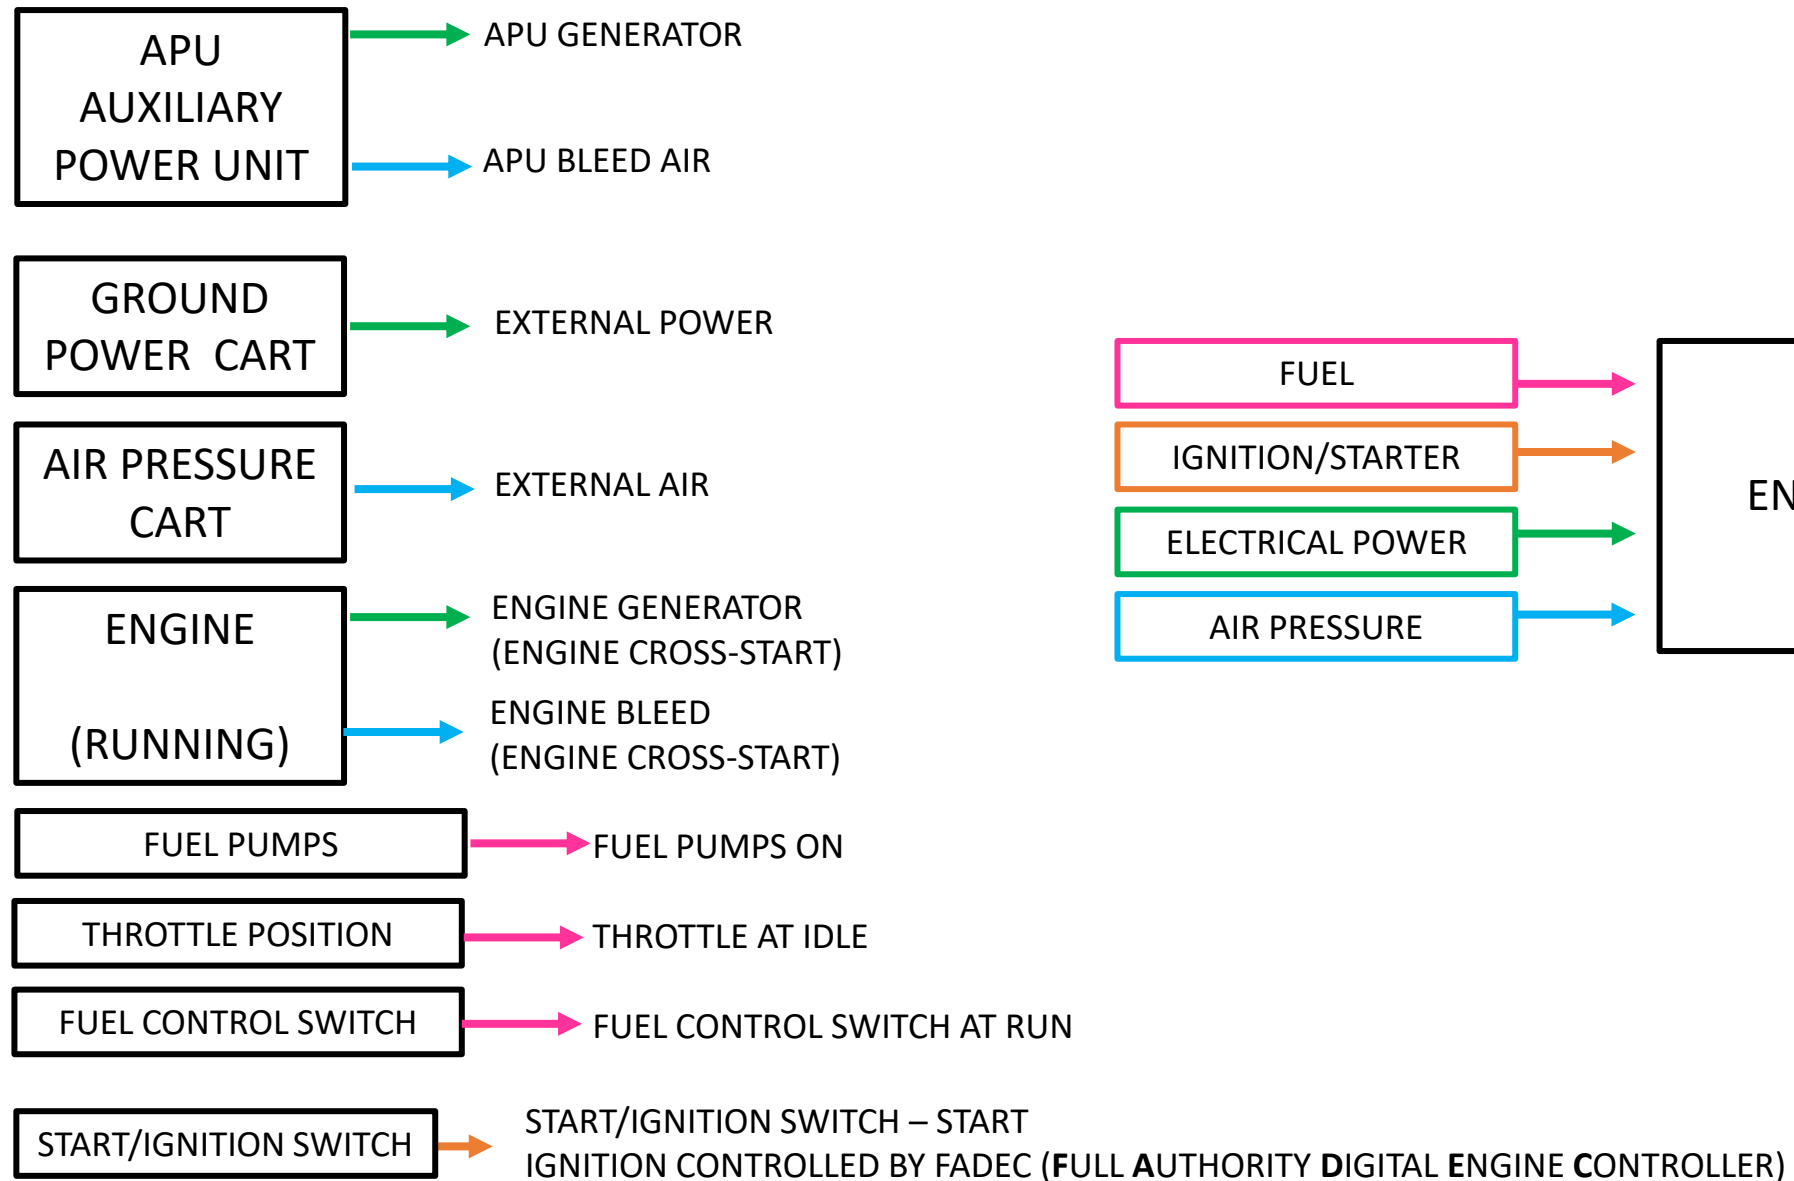 APU
AUXILIARY
POWER UNIT
APU GENERATOR
APU BLEED AIR
GROUND
POWER CART
EXTERNAL POWER
AIR PRESSURE
CART
EXTERNAL AIR
ENGINE
(RUNNING)
ENGINE GENERATOR
(ENGINE CROSS-START)
ENGINE BLEED
(ENGINE CROSS-START)
FUEL PUMPS
FUEL PUMPS ON
THROTTLE POSITION
THROTTLE AT IDLE
FUEL CONTROL SWITCH
FUEL CONTROL SWITCH AT RUN
START/IGNITION SWITCH
START/IGNITION SWITCH – START
IGNITION CONTROLLED BY FADEC (FULL AUTHORITY DIGITAL ENGINE CONTROLLER)
FUEL
IGNITION/STARTER
ELECTRICAL POWER
AIR PRESSURE